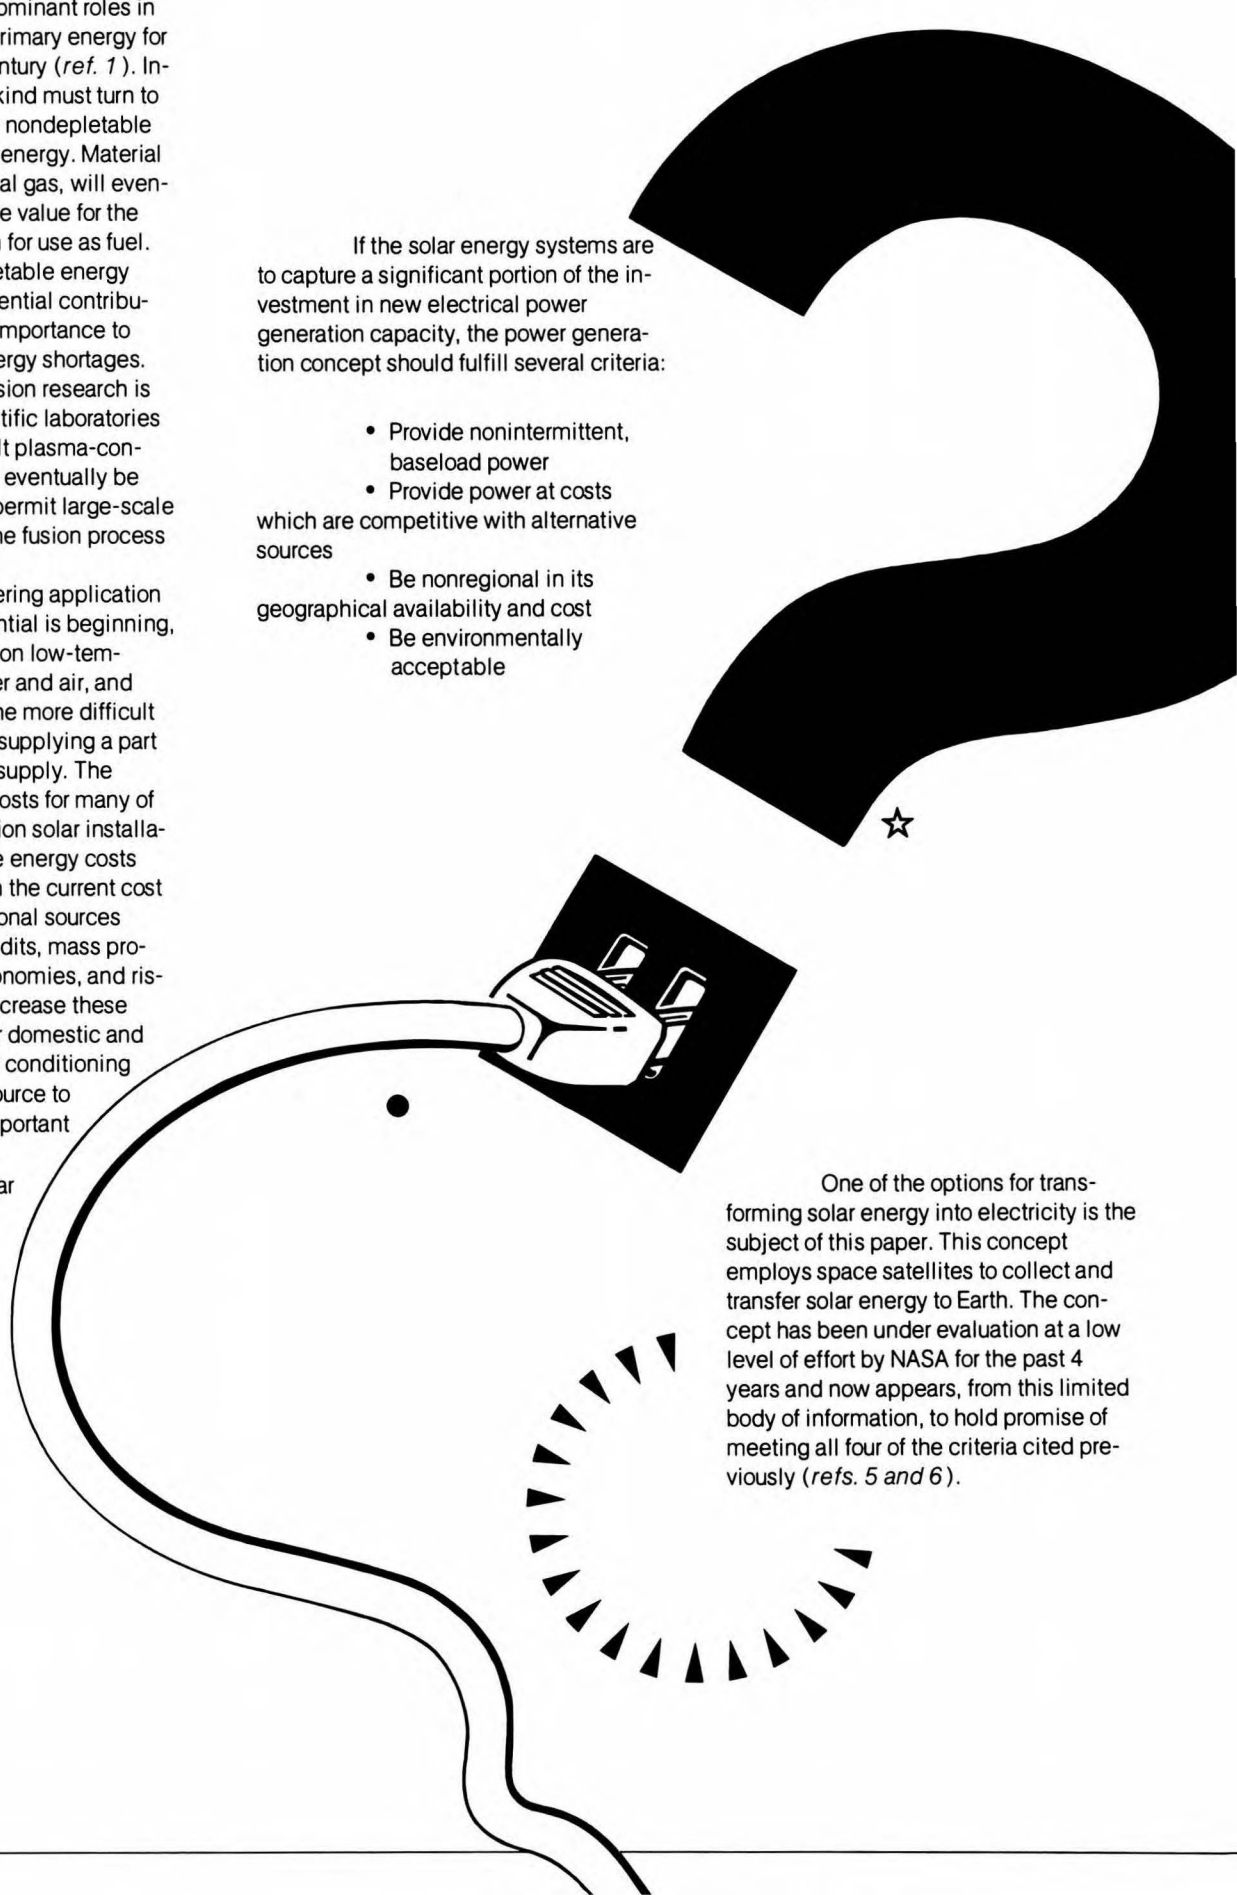 ominant roles in
rimary energy for
ntury (ref. 1 ). In-
kind must turn to
nondepletable
energy. Material
al gas, will even-
e value for the
for use as fuel.
etable energy
ential contribu-
mportance to
ergy shortages.
sion research is
tific laboratories
lt plasma-con-
eventually be
permit large-scale
ne fusion process
ering application
ntial is beginning,
on low-tem-
er and air, and
ne more difficult
supplying a part
supply. The
osts for many of
ion solar installa-
e energy costs
the current cost
onal sources
dits, mass pro-
onomies, and ris-
crease these
r domestic and
conditioning
ource to
portant
ar
If the solar energy systems are
to capture a significant portion of the in-
vestment in new electrical power
generation capacity, the power genera-
tion concept should fulfill several criteria:
• Provide nonintermittent,
baseload power
• Provide power at costs
which are competitive with alternative
sources
• Be nonregional in its
geographical availability and cost
• Be environmentally
acceptable
One of the options for trans-
forming solar energy into electricity is the
subject of this paper. This concept
employs space satellites to collect and
transfer solar energy to Earth. The con-
cept has been under evaluation at a low
level of effort by NASA for the past 4
years and now appears, from this limited
body of information, to hold promise of
meeting all four of the criteria cited pre-
viously (refs. 5 and 6 ).